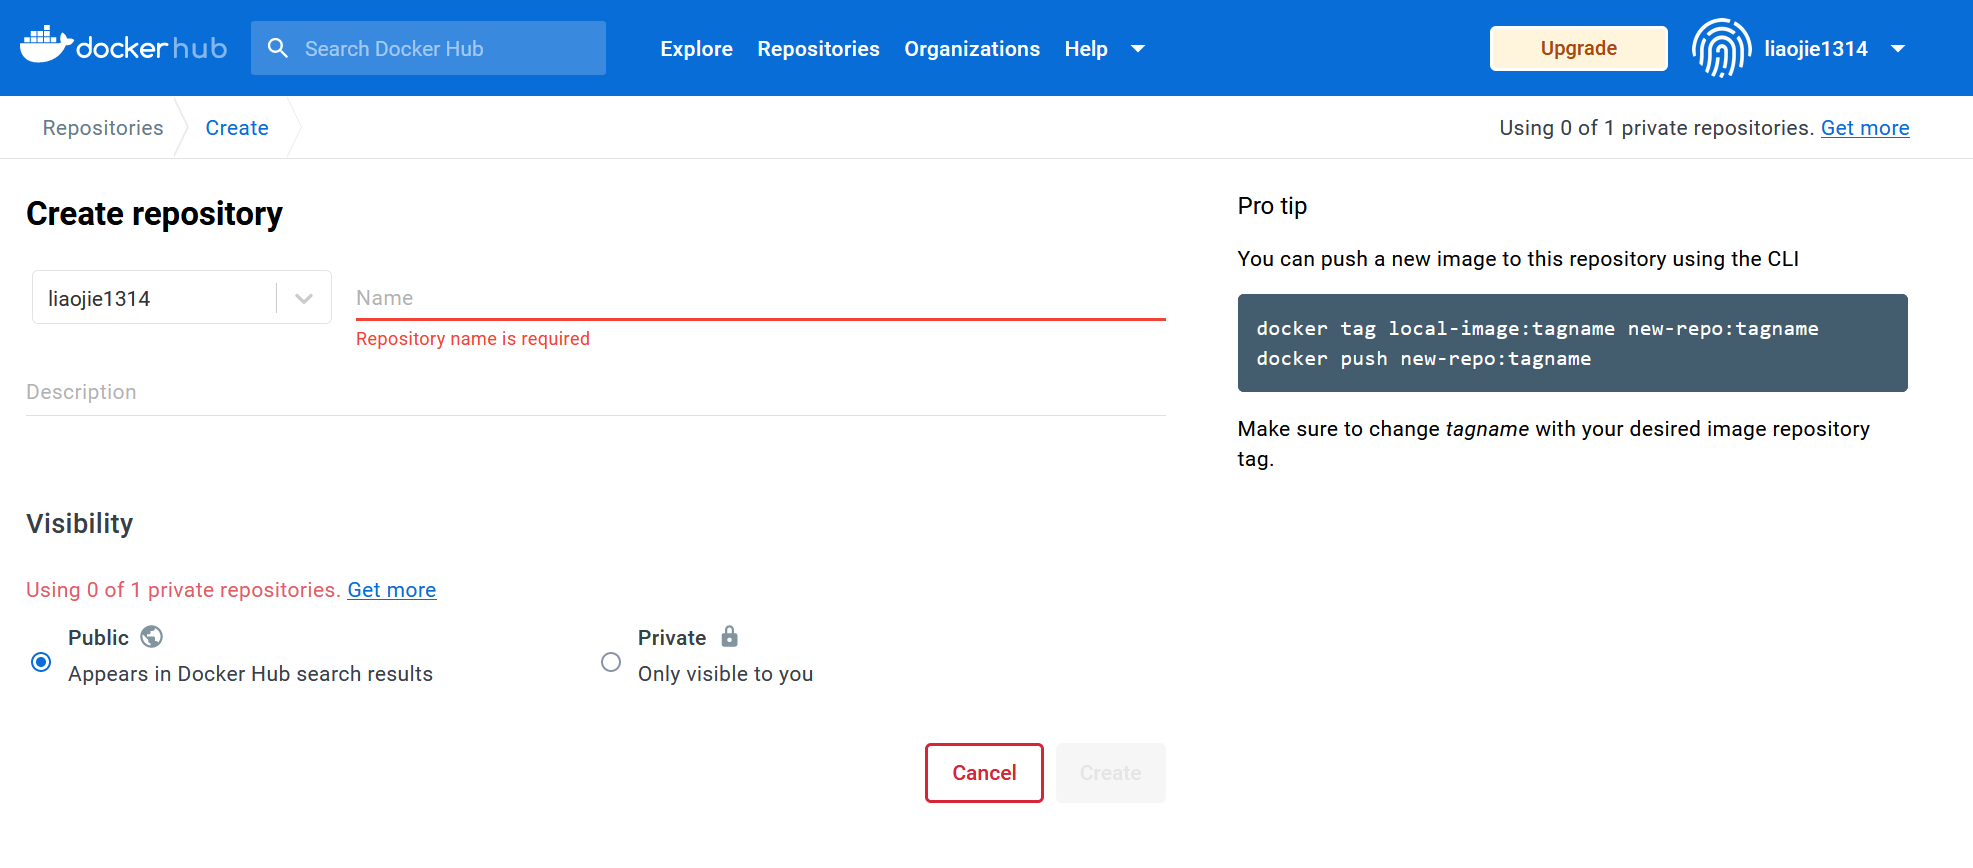 docker hub
Search Docker Hub
Explore Repositories Organizations Help
Upgrade
liaojie1314
Repositories Create
Using 0 of 1 private repositories. Get more
Create repository
liaojie1314
Name
Repository name is required
Description
Visibility
Using 0 of 1 private repositories. Get more
Public
Appears in Docker Hub search results
Private
Only visible to you
Cancel
Create
Pro tip
You can push a new image to this repository using the CLI
docker tag local-image:tagname new-repo:tagname
docker push new-repo:tagname
Make sure to change tagname with your desired image repository
tag.